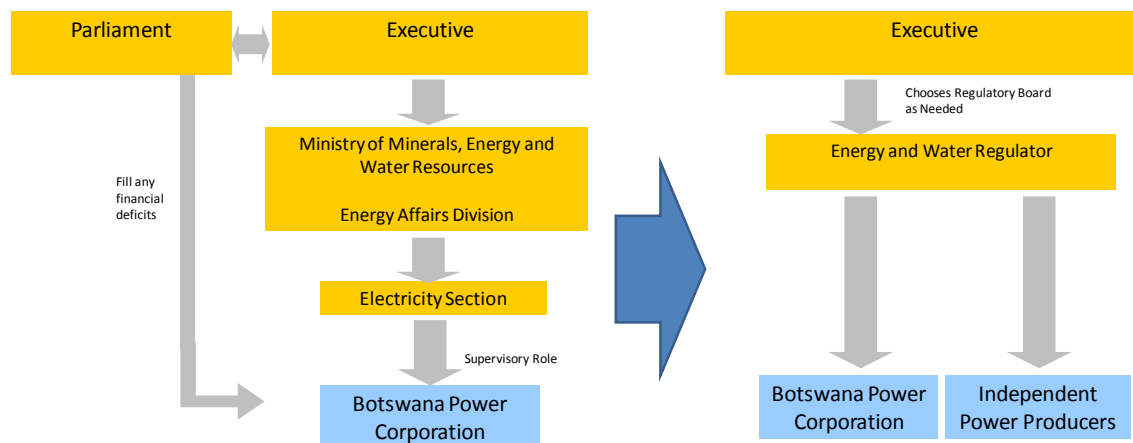 Parliament
Executive
Ministry of Minerals, Energy and
Water Resources
Energy Affairs Division
Fill any
financial
deficits
Electricity Section
Supervisory Role
Botswana Power
Corporation
Executive
Chooses Regulatory Board
as Needed
Energy and Water Regulator
Botswana Power
Corporation
Independent
Power Producers